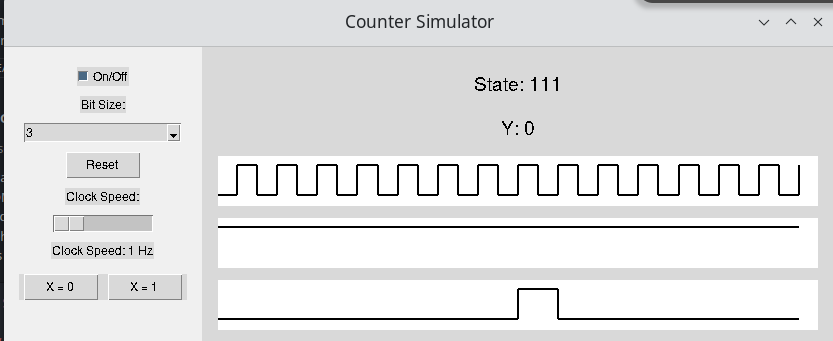 Counter Simulator
On/Off
Bit Size:
3
Reset
Clock Speed:
Clock Speed: 1 Hz
X = 0 X = 1
State: 111
Y: 0